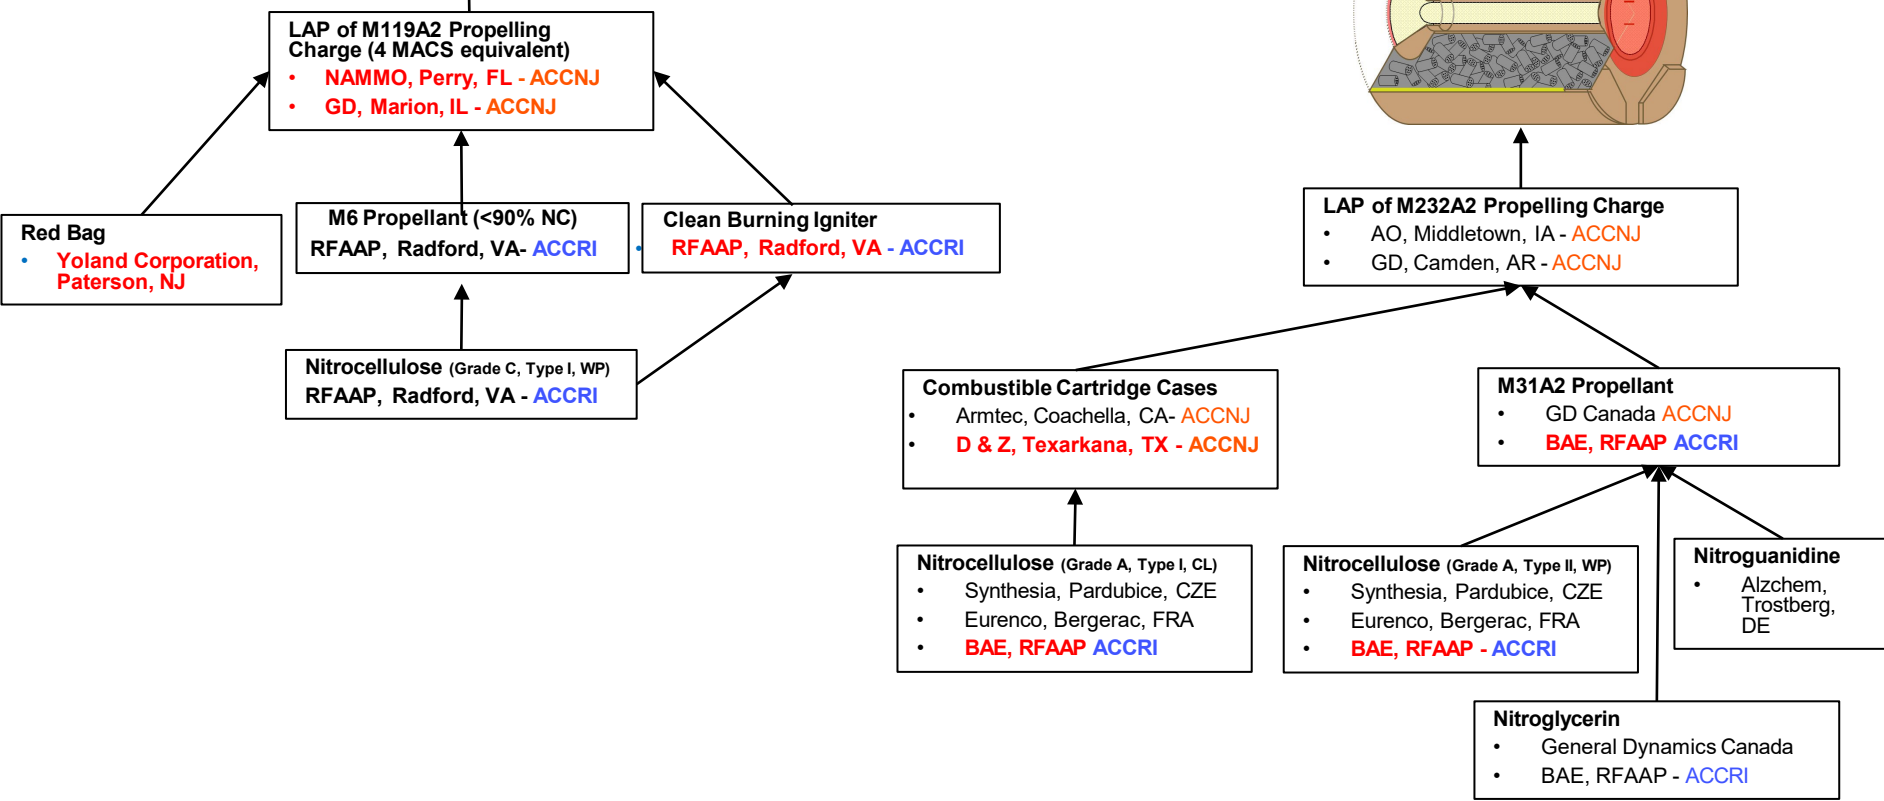 LAP of M119A2 Propelling
Charge (4 MACS equivalent)
• NAMMO, Perry, FL - ACCNJ
• GD, Marion, IL - ACCNJ
Red Bag
• Yoland Corporation,
Paterson, NJ
M6 Propellant (<90% NC)
RFAAP, Radford, VA- ACCRI
Clean Burning Igniter
• RFAAP, Radford, VA - ACCRI
Nitrocellulose (Grade C, Type I, WP)
RFAAP, Radford, VA - ACCRI
LAP of M232A2 Propelling Charge
• AO, Middletown, IA - ACCNJ
• GD, Camden, AR - ACCNJ
Combustible Cartridge Cases
• Armtec, Coachella, CA- ACCNJ
• D & Z, Texarkana, TX - ACCNJ
M31A2 Propellant
• GD Canada ACCNJ
• BAE, RFAAP ACCRI
Nitrocellulose (Grade A, Type I, CL)
• Synthesia, Pardubice, CZE
• Eurenco, Bergerac, FRA
• BAE, RFAAP ACCRI
Nitrocellulose (Grade A, Type II, WP)
• Synthesia, Pardubice, CZE
• Eurenco, Bergerac, FRA
• BAE, RFAAP - ACCRI
Nitroguanidine
• Alzchem,
Trostberg,
DE
Nitroglycerin
• General Dynamics Canada
• BAE, RFAAP - ACCRI